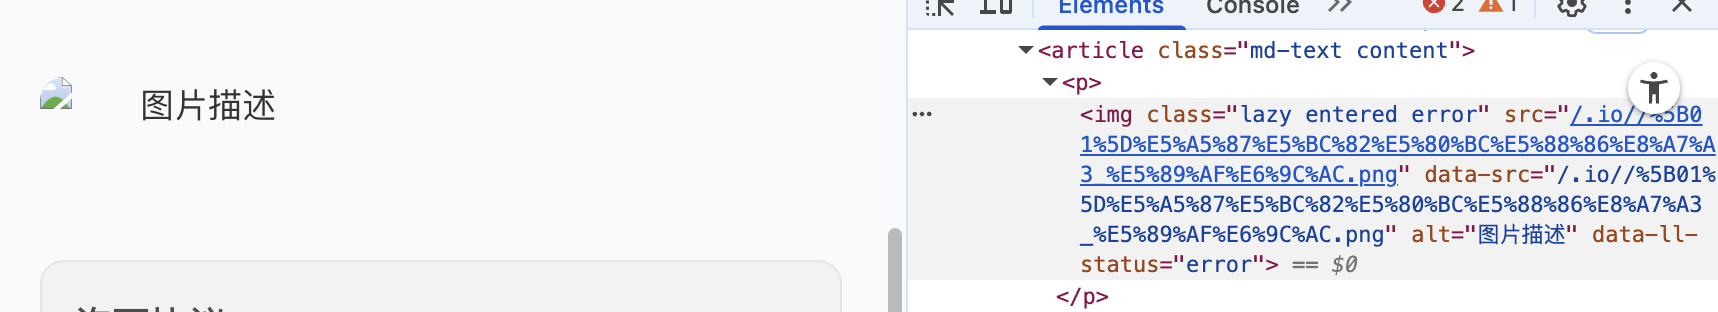 Elements
Console
2
1
<article class="md-text content">
<p>
图片描述
<img class="lazy entered error" src="/.io//%5B0
1%5D%E5%A5%87%E5%BC%82%E5%80%BC%E5%88%86%E8%A7%A
3_%E5%89%AF%E6%9C%AC.png" data-src="/.io//%5B01%
5D%E5%A5%87%E5%BC%82%E5%80%BC%E5%88%86%E8%A7%A3
_%E5%89%AF%E6%9C%AC.png" alt="图片描述" data-ll-
status="error"> == $0
</p>